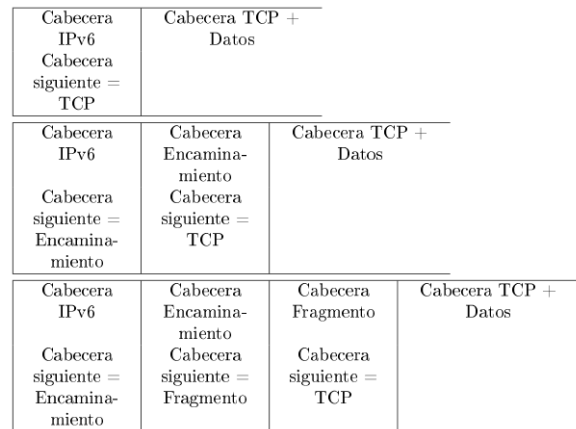 Cabecera IPv6 Cabecera siguiente = TCP
Cabecera TCP + Datos
Cabecera IPv6 Cabecera siguiente = Encamina-miento
Cabecera Encamina-miento Cabecera siguiente = TCP
Cabecera TCP + Datos
Cabecera IPv6 Cabecera siguiente = Encamina-miento
Cabecera Encamina-miento Cabecera siguiente = Fragmento
Cabecera Fragmento Cabecera siguiente = TCP
Cabecera TCP + Datos